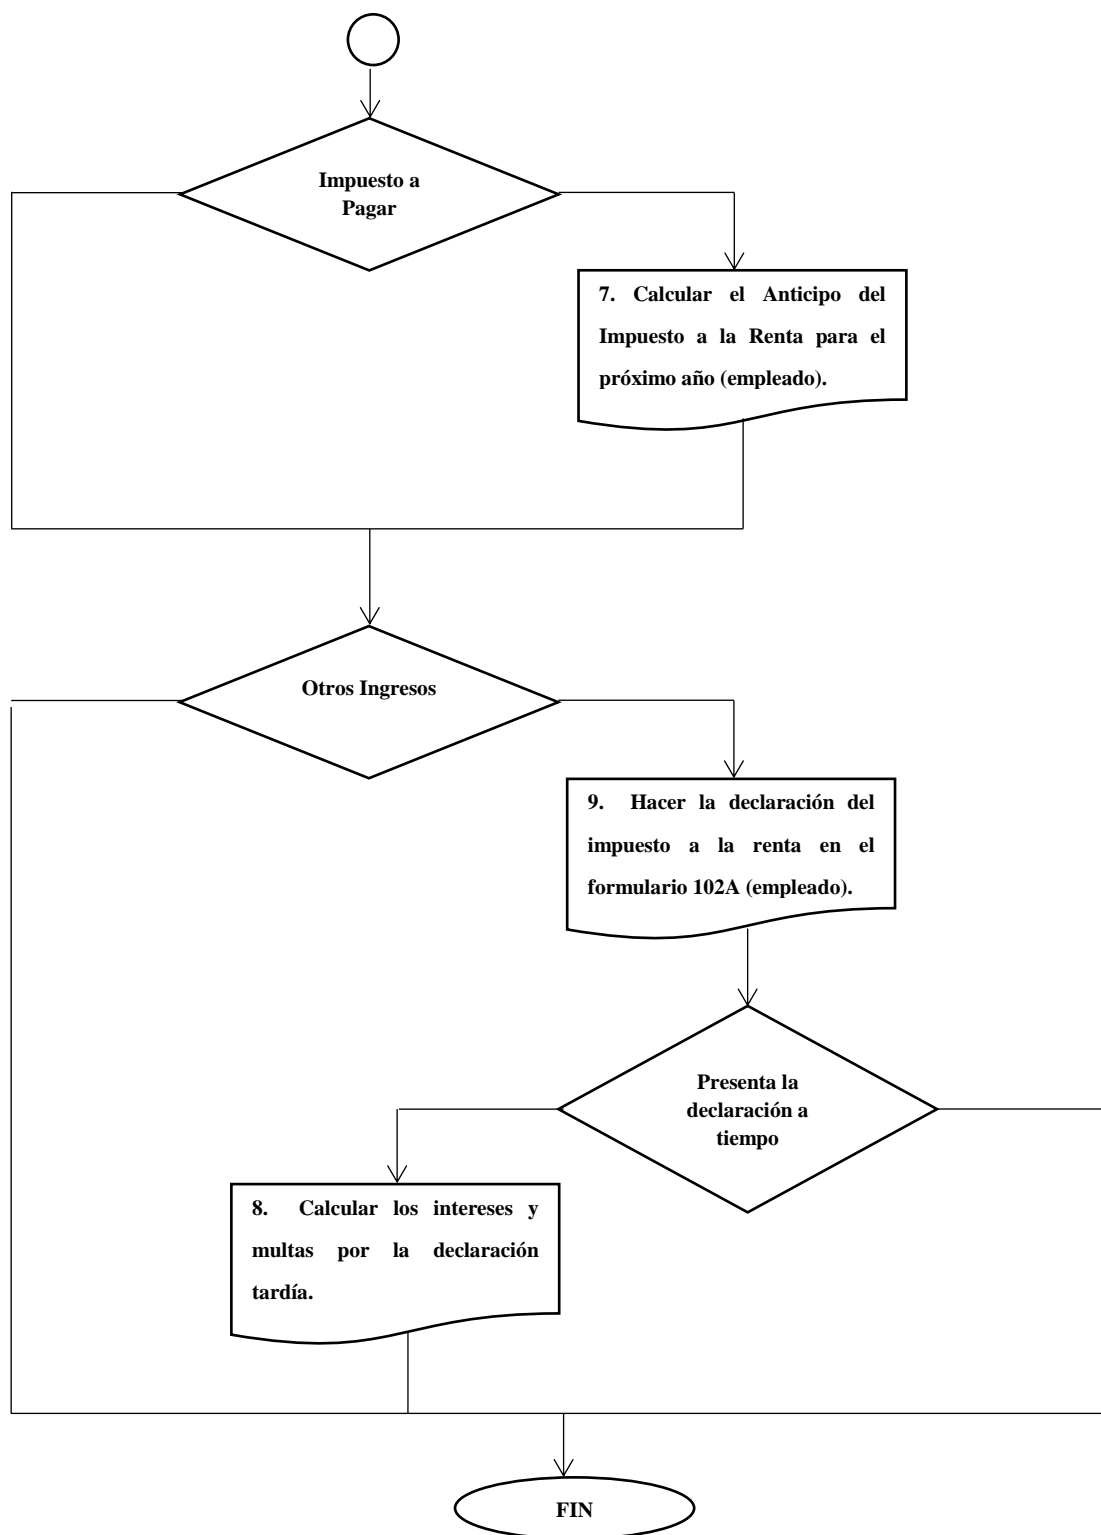 Impuesto a
Pagar
7. Calcular el Anticipo del
Impuesto a la Renta para el
próximo año (empleado).
Otros Ingresos
9. Hacer la declaración del
impuesto a la renta en el
formulario 102A (empleado).
Presenta la
declaración a
tiempo
8. Calcular los intereses y
multas por la declaración
tardía.
FIN